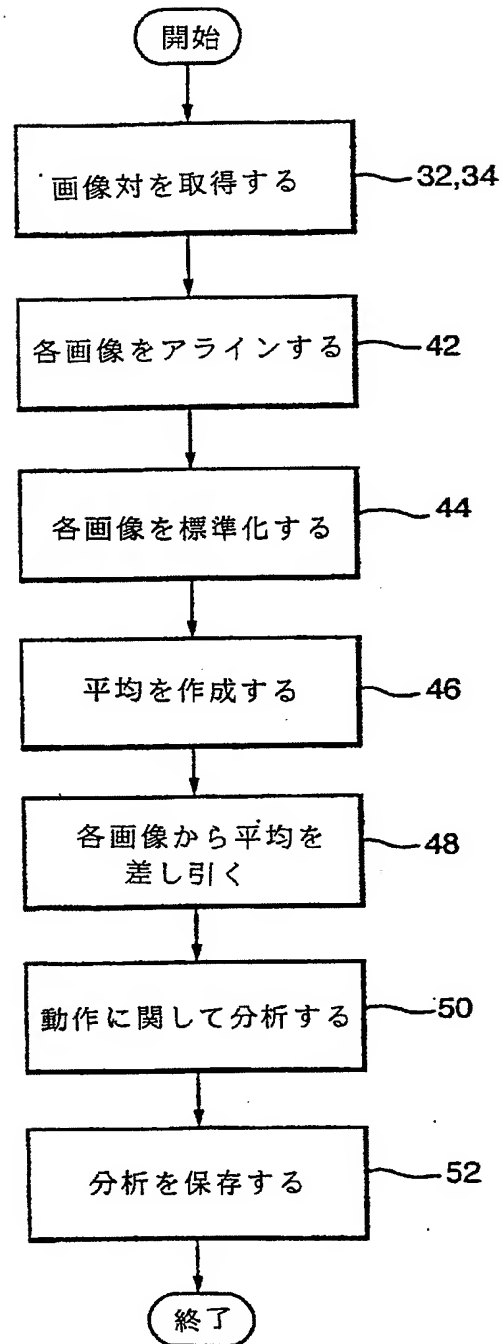 開始
画像対を取得する
32,34
各画像をアラインする
42
各画像を標準化する
44
平均を作成する
46
各画像から平均を
差し引く
48
動作に関して分析する
50
分析を保存する
52
終了